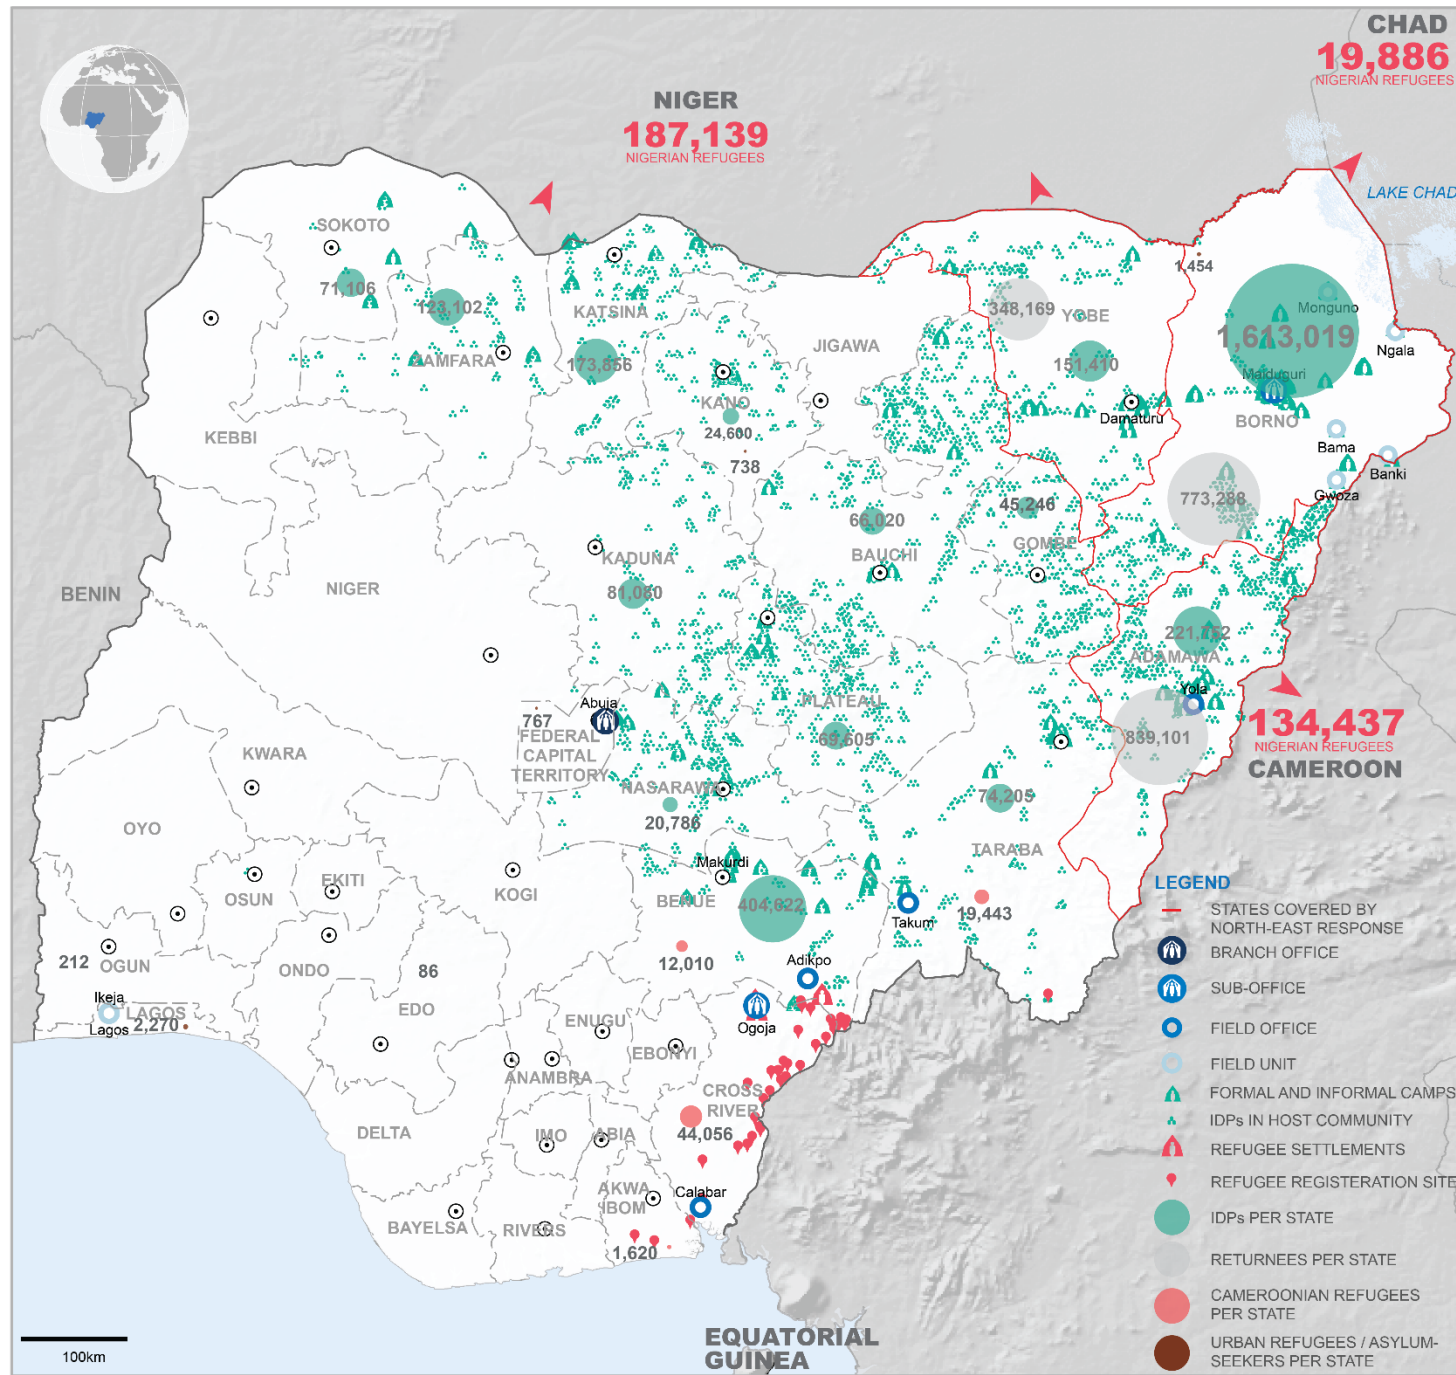 CHAD
19,886
NIGERIAN REFUGEES
NIGER
187,139
NIGERIAN REFUGEES
LAKE CHAD
SOKOTO
71,106
123,102
ZAMFARA
KATSINA
173,856
KANO
24,600
738
JIGAWA
348,169
YOBE
151,410
Damaturu
1,454
Monguno
1,613,019
Ngala
Maiduguri
BORNO
Bama
Banki
Gwoza
773,288
KEBBI
66,020
BAUCHI
45,246
GOMBE
KADUNA
81,080
BENIN
NIGER
221,752
ADAMAWA
Yola
839,101
134,437
NIGERIAN REFUGEES
CAMEROON
Abuja
767
FEDERAL
CAPITAL
TERRITORY
PLATEAU
69,605
KWARA
NASARAWA
20,786
74,205
TARABA
OYO
OSUN
EKITI
KOGI
Makurdi
BENUE
404,622
Takum
19,443
212
OGUN
ONDO
86
12,010
Adikpo
Ikeja
LAGOS
Lagos
2,270
EDO
ENUGU
Ogoja
EBONYI
ANAMBRA
CROSS
RIVER
44,056
DELTA
IMO
ABIA
AKWA
IBOM
Calabar
BAYELSA
RIVERS
1,620
EQUATORIAL
GUINEA
100km
LEGEND
STATES COVERED BY
NORTH-EAST RESPONSE
BRANCH OFFICE
SUB-OFFICE
FIELD OFFICE
FIELD UNIT
FORMAL AND INFORMAL CAMPS
IDPs IN HOST COMMUNITY
REFUGEE SETTLEMENTS
REFUGEE REGISTERATION SITE
IDPs PER STATE
RETURNEES PER STATE
CAMEROONIAN REFUGEES
PER STATE
URBAN REFUGEES / ASYLUM-
SEEKERS PER STATE